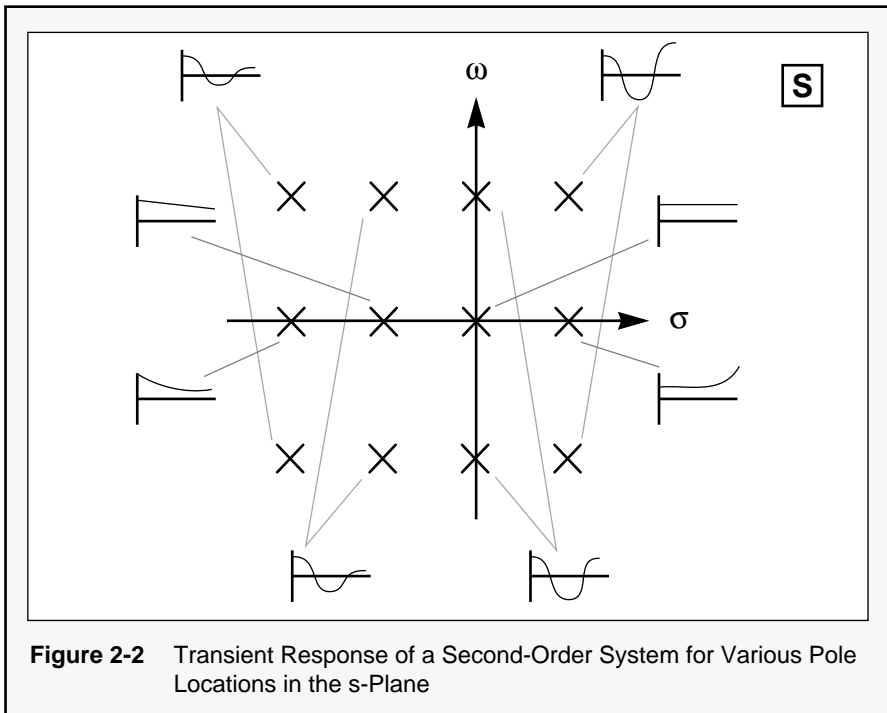 ω
S
σ
Figure 2-2 Transient Response of a Second-Order System for Various Pole
Locations in the s-Plane